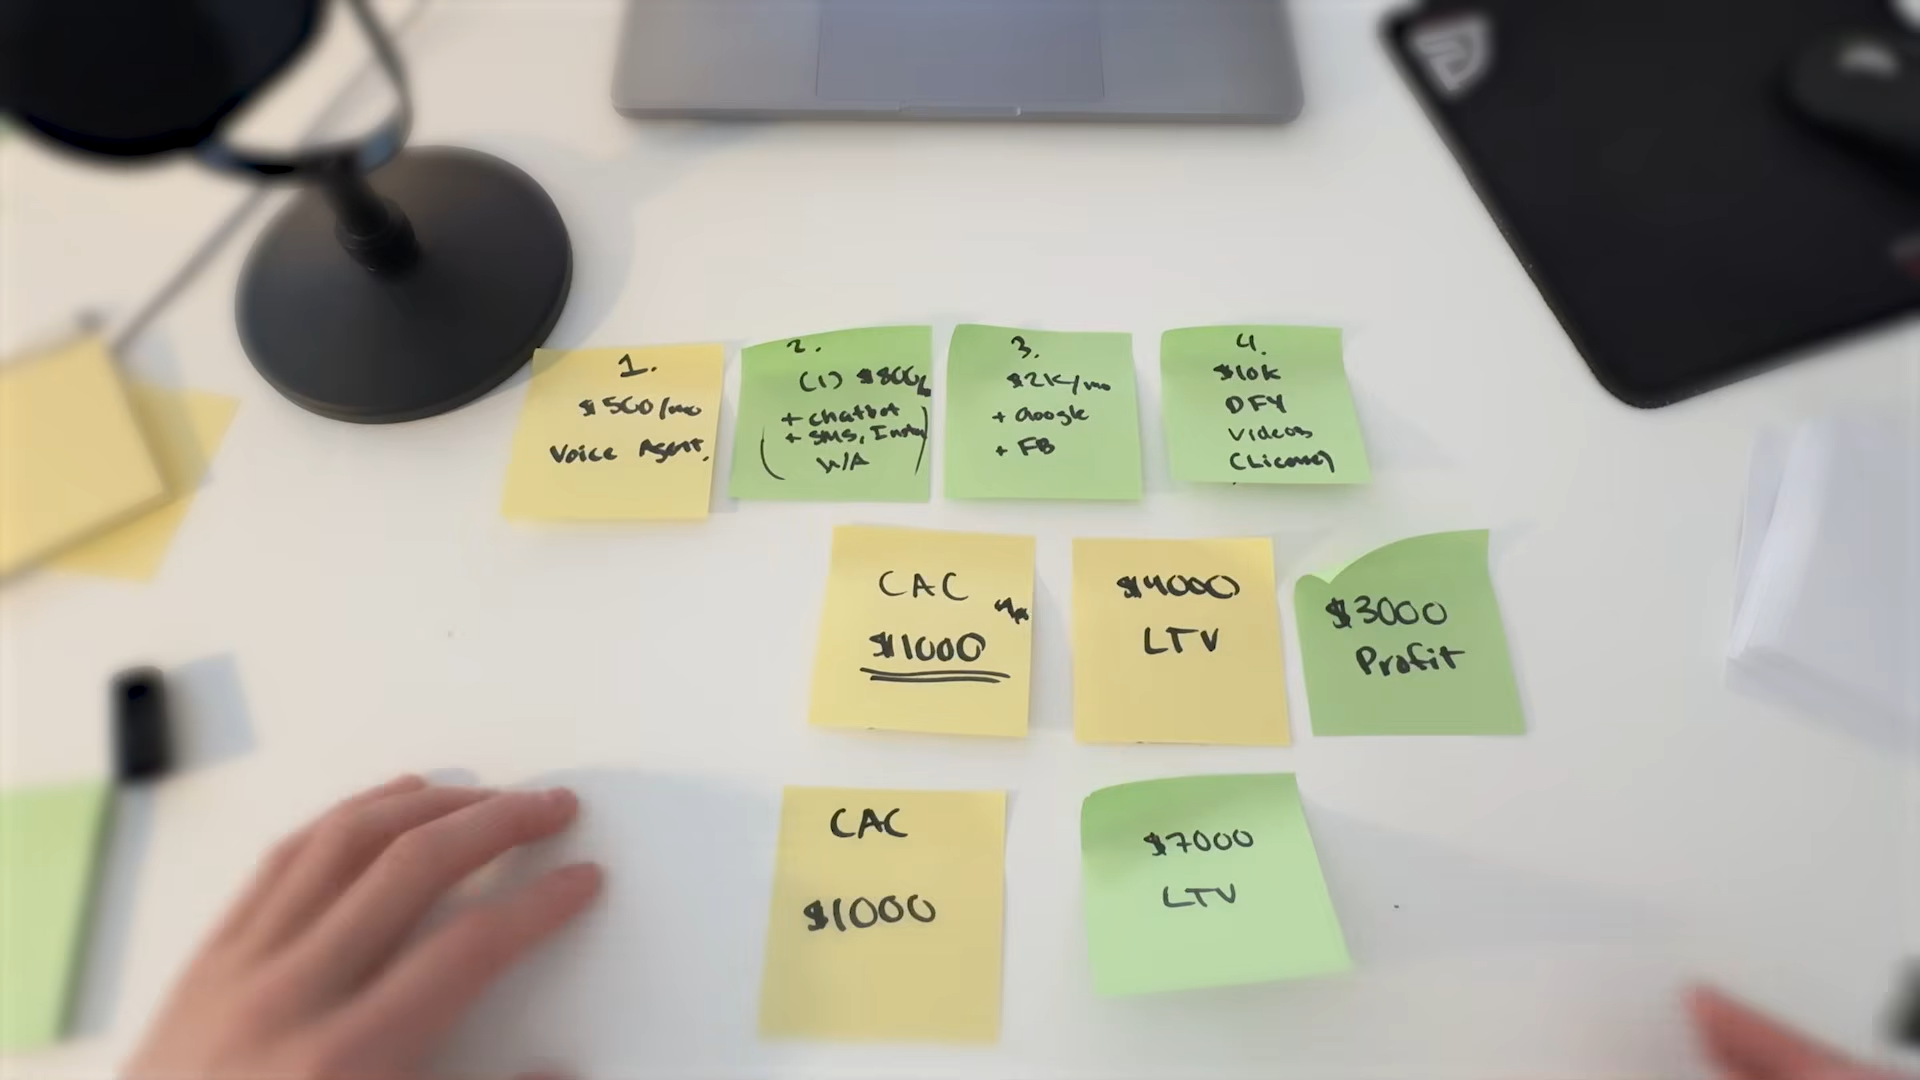 1.
$500/mo
Voice Agent.
2.
(1) $800/
+ chatbot
+ SMS, Insta
W/A
3.
$2K/mo
+ Google
+ FB
4.
$10K
DFY
Videos
(License)
CAC
$1000
$4000
LTV
$3000
Profit
CAC
$1000
$7000
LTV